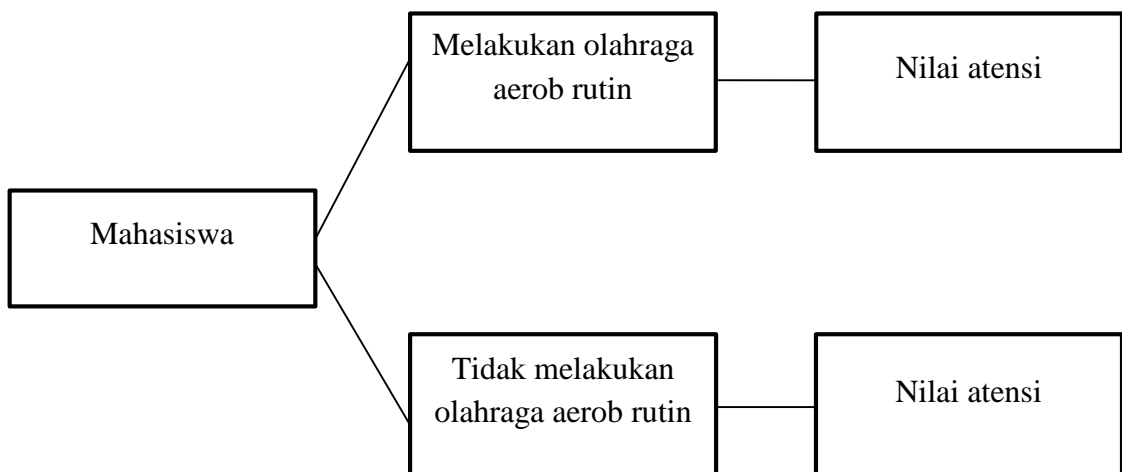 Melakukan olahraga
aerob rutin
Nilai atensi
Mahasiswa
Tidak melakukan
olahraga aerob rutin
Nilai atensi